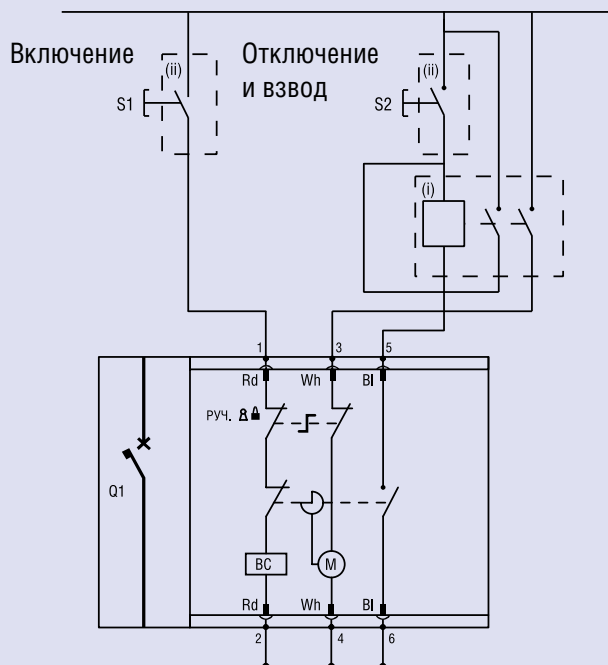 Включение
Отключение
и взвод
(ii)
(ii)
S1
S2
(i)
1
3
5
Rd
Wh
Bl
РУЧ.
Q1
BC
M
Rd
Wh
Bl
2
4
6